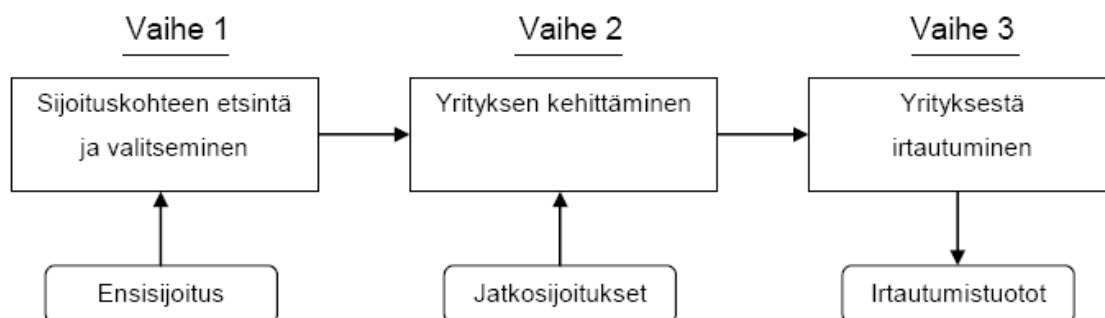 Vaihe 1
Vaihe 2
Vaihe 3
Sijoituskohteen etsintä
ja valitseminen
Yrityksen kehittäminen
Yrityksestä
irtautuminen
Ensisijoitus
Jatkosijoitukset
Irtautumistuotot